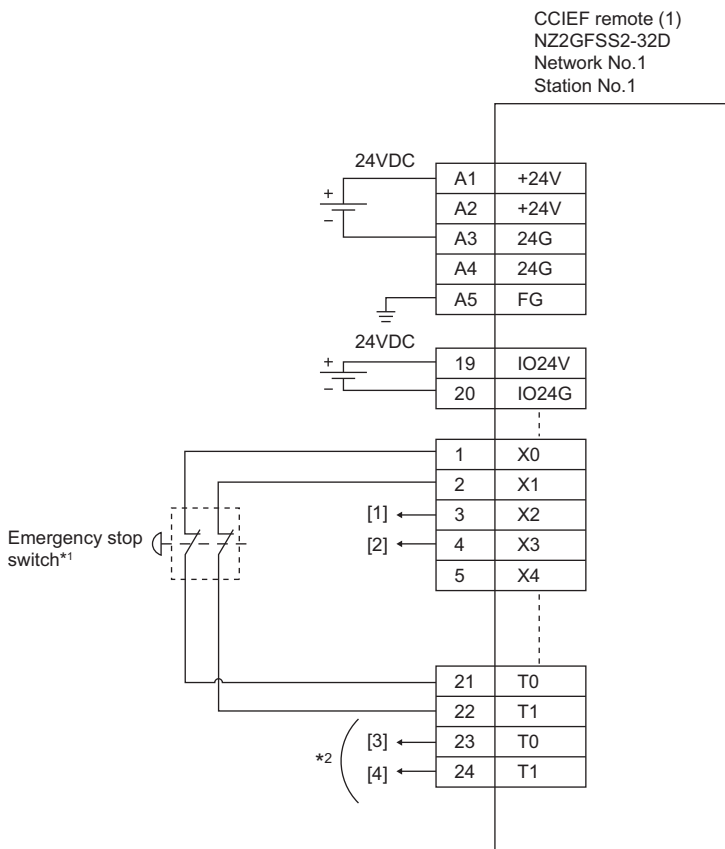 CCIEF remote (1)
NZ2GFSS2-32D
Network No.1
Station No.1
24VDC
+
−
A1 +24V
A2 +24V
A3 24G
A4 24G
A5 FG
24VDC
+
−
19 IO24V
20 IO24G
1 X0
2 X1
[1] 3 X2
[2] 4 X3
5 X4
Emergency stop
switch*1
21 T0
22 T1
*2
[3] 23 T0
[4] 24 T1